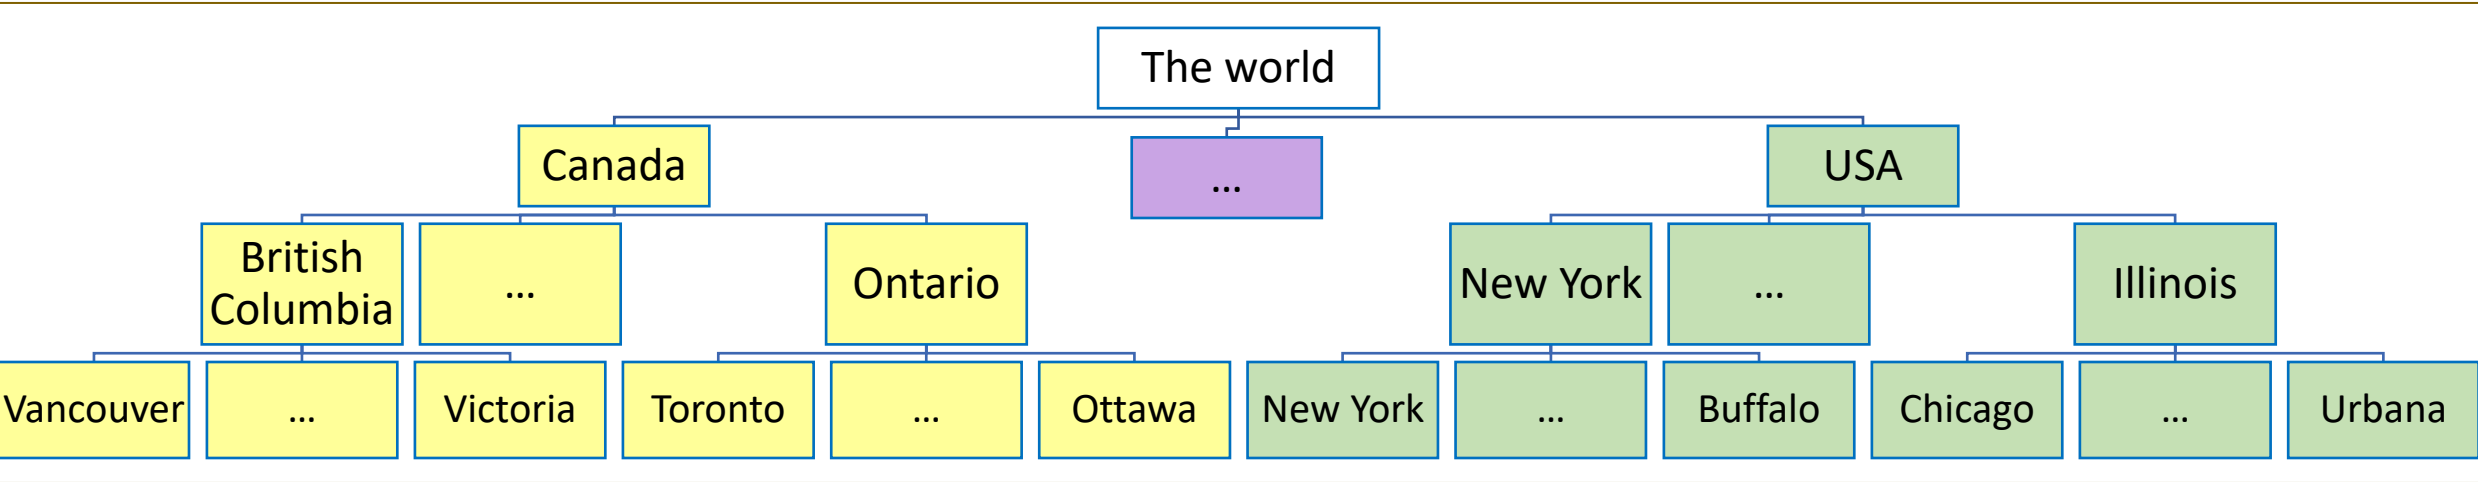 The world
Canada
...
USA
British
Columbia
...
Ontario
New York
...
Illinois
Vancouver
...
Victoria
Toronto
...
Ottawa
New York
...
Buffalo
Chicago
...
Urbana